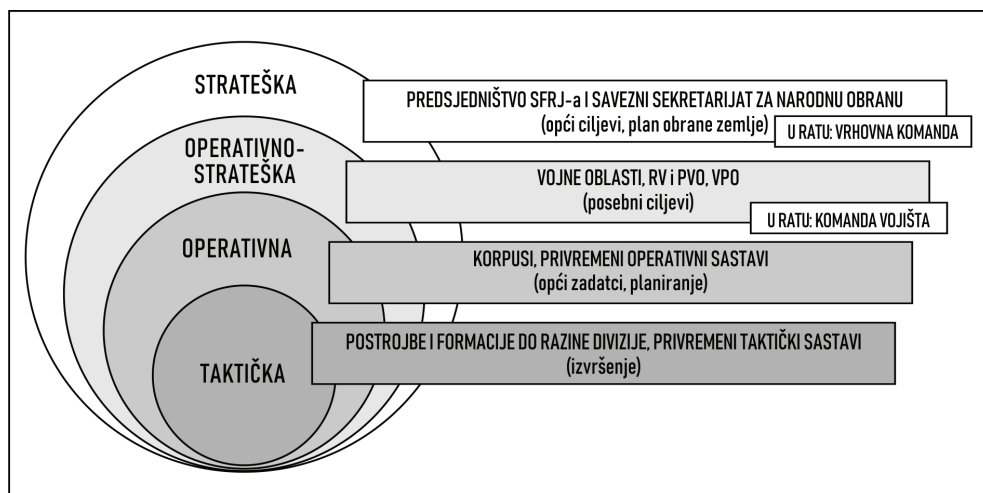 STRATEŠKA
PREDSJEDNIŠTVO SFRJ-a I SAVEZNI SEKRETARIJAT ZA NARODNU OBRANU
(opći ciljevi, plan obrane zemlje)
U RATU: VRHOVNA KOMANDA
OPERATIVNO-
STRATEŠKA
VOJNE OBLASTI, RV i PVO, VPO
(posebni ciljevi)
U RATU: KOMANDA VOJIŠTA
OPERATIVNA
KORPUSI, PRIVREMENI OPERATIVNI SASTAVI
(opći zadatci, planiranje)
TAKTIČKA
POSTROJBE I FORMACIJE DO RAZINE DIVIZIJE, PRIVREMENI TAKTIČKI SASTAVI
(izvršenje)